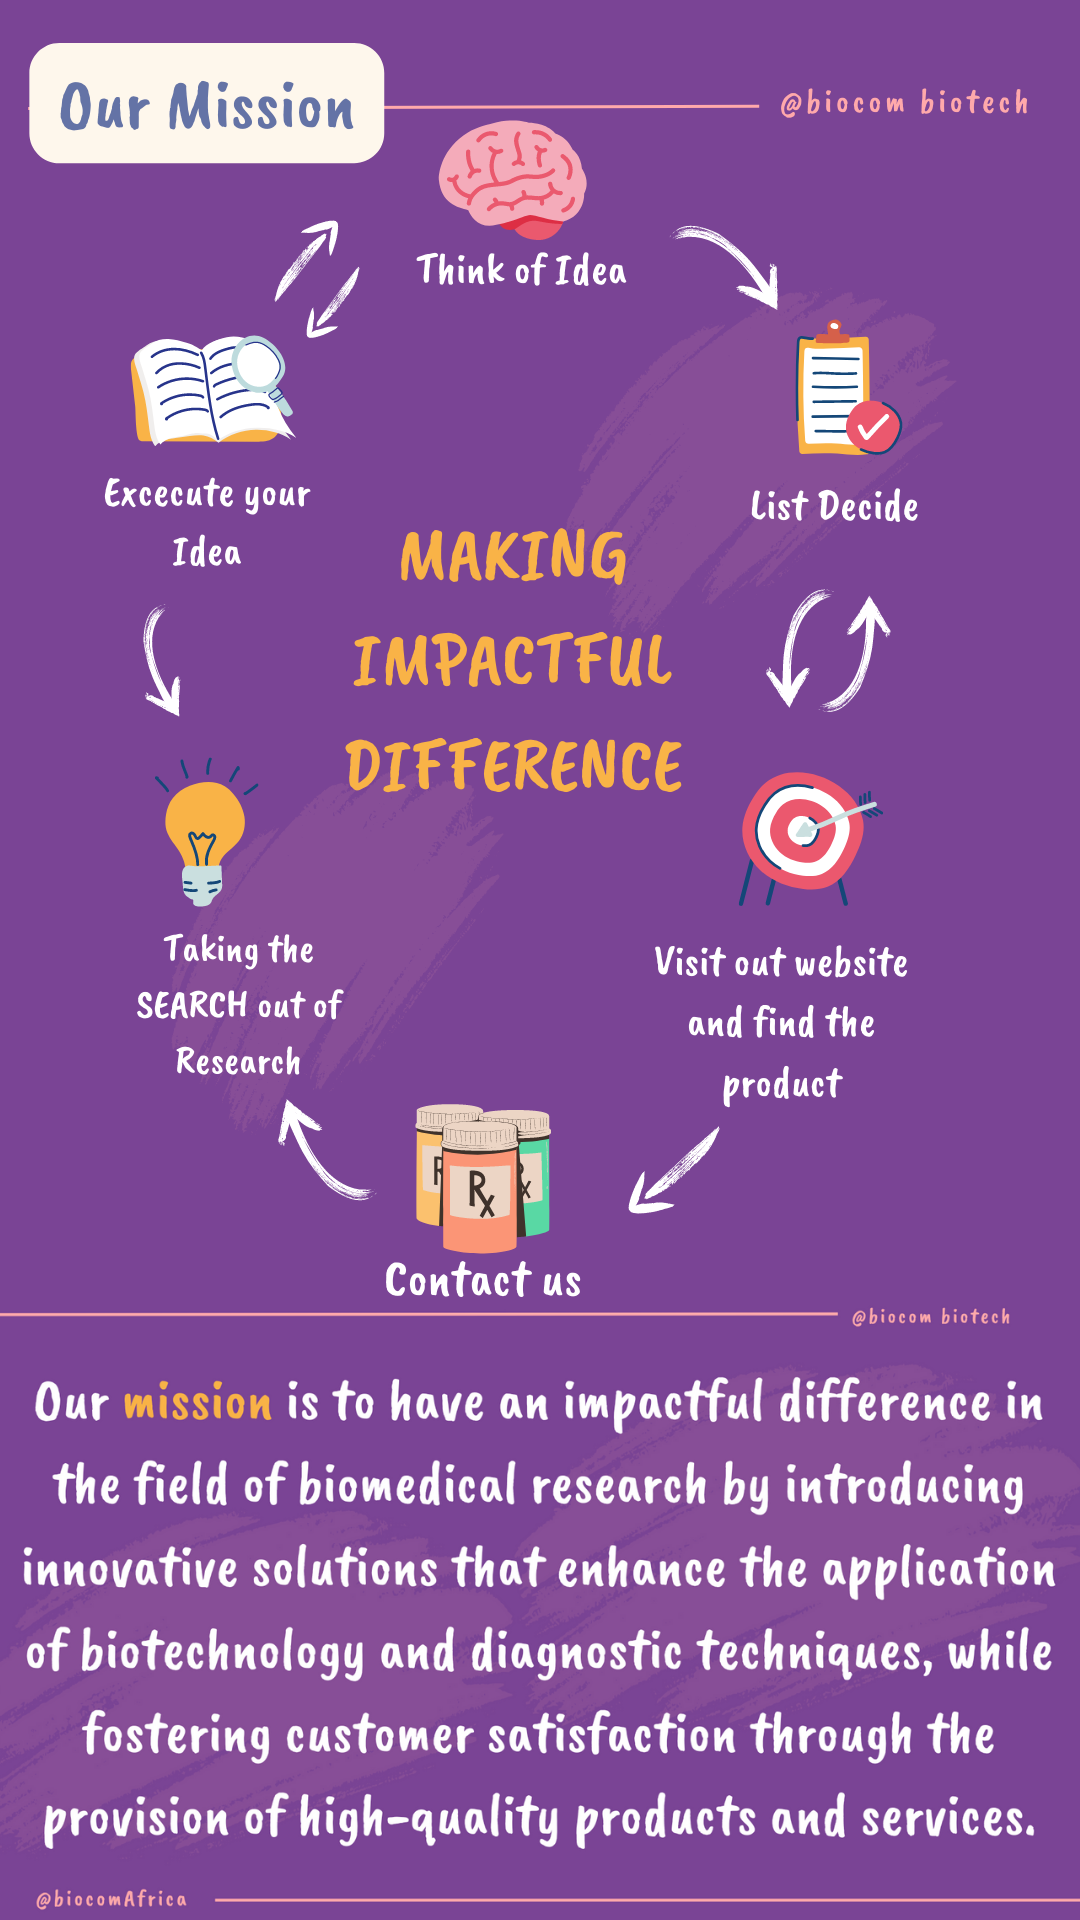 Our Mission
@biocom biotech
Think of Idea
List Decide
Excecute your
Idea
MAKING
IMPACTFUL
DIFFERENCE
Taking the
SEARCH out of
Research
Visit out website
and find the
product
Rx
Rx
Rx
Contact us
@biocom biotech
Our mission is to have an impactful difference in
the field of biomedical research by introducing
innovative solutions that enhance the application
of biotechnology and diagnostic techniques, while
fostering customer satisfaction through the
provision of high-quality products and services.
@biocomAfrica